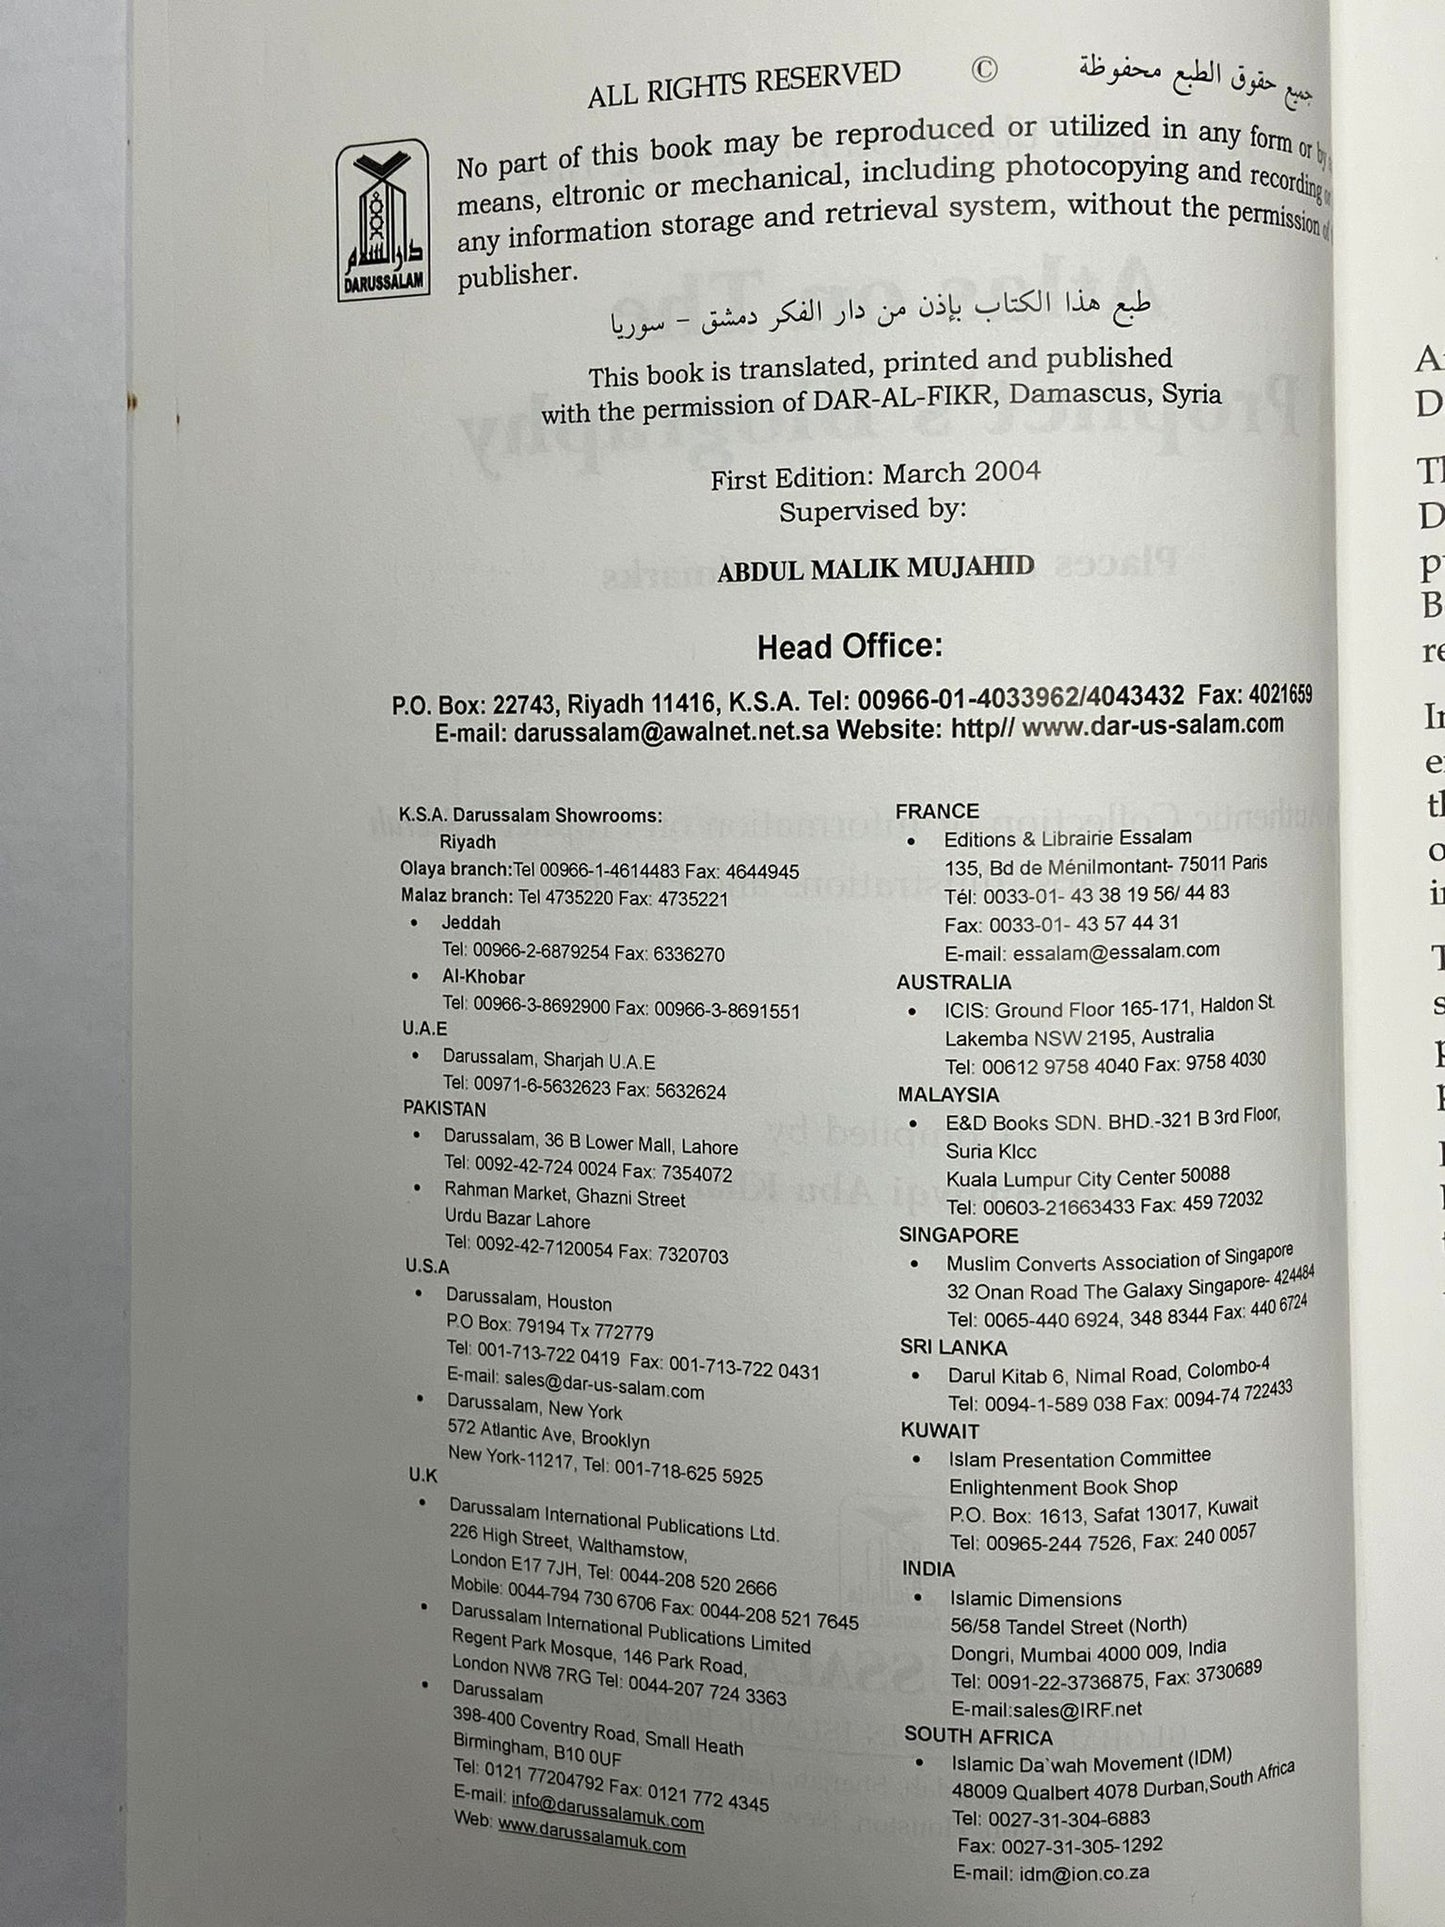 ALL RIGHTS RESERVED © جميع حقوق الطبع محفوظة
No part of this book may be reproduced or utilized in any form or by
means, eltronic or mechanical, including photocopying and recording or
any information storage and retrieval system, without the permission of
publisher.
دار السلام
DARUSSALAM
طبع هذا الكتاب بإذن من دار الفكر دمشق - سوريا
This book is translated, printed and published
with the permission of DAR-AL-FIKR, Damascus, Syria
First Edition: March 2004
Supervised by:
ABDUL MALIK MUJAHID
Head Office:
P.O. Box: 22743, Riyadh 11416, K.S.A. Tel: 00966-01-4033962/4043432 Fax: 4021659
E-mail: darussalam@awalnet.net.sa Website: http// www.dar-us-salam.com
K.S.A. Darussalam Showrooms:
Riyadh
Olaya branch:Tel 00966-1-4614483 Fax: 4644945
Malaz branch: Tel 4735220 Fax: 4735221
• Jeddah
Tel: 00966-2-6879254 Fax: 6336270
• Al-Khobar
Tel: 00966-3-8692900 Fax: 00966-3-8691551
U.A.E
• Darussalam, Sharjah U.A.E
Tel: 00971-6-5632623 Fax: 5632624
PAKISTAN
• Darussalam, 36 B Lower Mall, Lahore
Tel: 0092-42-724 0024 Fax: 7354072
• Rahman Market, Ghazni Street
Urdu Bazar Lahore
Tel: 0092-42-7120054 Fax: 7320703
U.S.A
• Darussalam, Houston
P.O Box: 79194 Tx 772779
Tel: 001-713-722 0419 Fax: 001-713-722 0431
E-mail: sales@dar-us-salam.com
• Darussalam, New York
572 Atlantic Ave, Brooklyn
New York-11217, Tel: 001-718-625 5925
U.K
• Darussalam International Publications Ltd.
226 High Street, Walthamstow,
London E17 7JH, Tel: 0044-208 520 2666
Mobile: 0044-794 730 6706 Fax: 0044-208 521 7645
• Darussalam International Publications Limited
Regent Park Mosque, 146 Park Road,
London NW8 7RG Tel: 0044-207 724 3363
• Darussalam
398-400 Coventry Road, Small Heath
Birmingham, B10 0UF
Tel: 0121 77204792 Fax: 0121 772 4345
E-mail: info@darussalamuk.com
Web: www.darussalamuk.com
FRANCE
• Editions & Librairie Essalam
135, Bd de Ménilmontant- 75011 Paris
Tél: 0033-01- 43 38 19 56/ 44 83
Fax: 0033-01- 43 57 44 31
E-mail: essalam@essalam.com
AUSTRALIA
• ICIS: Ground Floor 165-171, Haldon St.
Lakemba NSW 2195, Australia
Tel: 00612 9758 4040 Fax: 9758 4030
MALAYSIA
• E&D Books SDN. BHD.-321 B 3rd Floor,
Suria Klcc
Kuala Lumpur City Center 50088
Tel: 00603-21663433 Fax: 459 72032
SINGAPORE
• Muslim Converts Association of Singapore
32 Onan Road The Galaxy Singapore- 424484
Tel: 0065-440 6924, 348 8344 Fax: 440 6724
SRI LANKA
• Darul Kitab 6, Nimal Road, Colombo-4
Tel: 0094-1-589 038 Fax: 0094-74 722433
KUWAIT
• Islam Presentation Committee
Enlightenment Book Shop
P.O. Box: 1613, Safat 13017, Kuwait
Tel: 00965-244 7526, Fax: 240 0057
INDIA
• Islamic Dimensions
56/58 Tandel Street (North)
Dongri, Mumbai 4000 009, India
Tel: 0091-22-3736875, Fax: 3730689
E-mail:sales@IRF.net
SOUTH AFRICA
• Islamic Da`wah Movement (IDM)
48009 Qualbert 4078 Durban,South Africa
Tel: 0027-31-304-6883
Fax: 0027-31-305-1292
E-mail: idm@ion.co.za